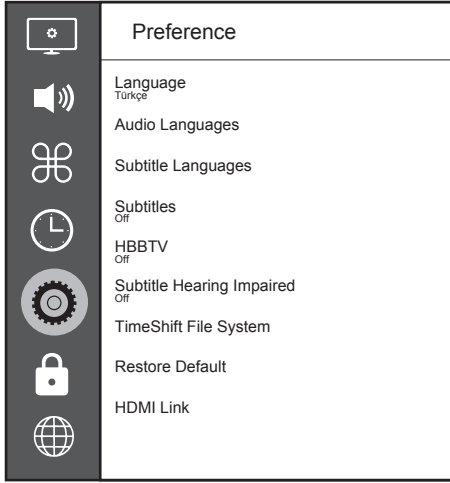 Preference
Language
Türkçe
Audio Languages
Subtitle Languages
Subtitles
Off
HBBTV
Off
Subtitle Hearing Impaired
Off
TimeShift File System
Restore Default
HDMI Link